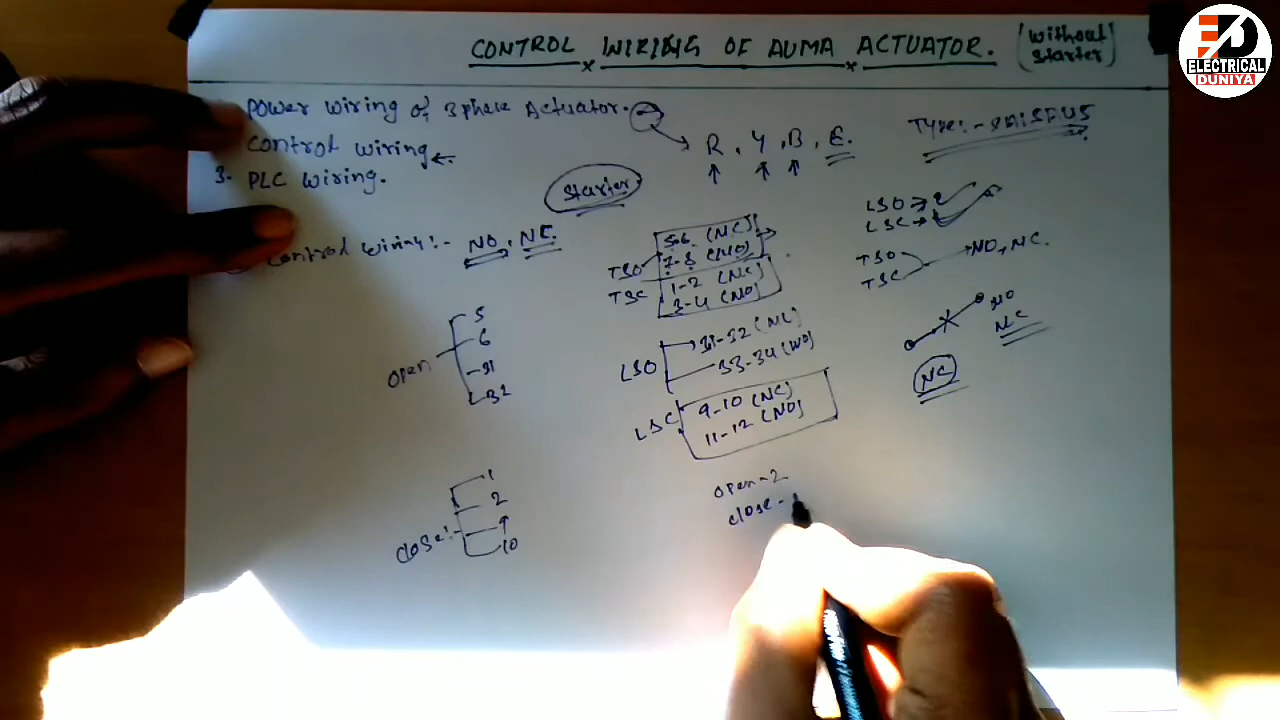 CONTROL WIRING OF AUMA ACTUATOR. (without starter)
ELECTRICAL
DUNIYA
Power wiring of 3 phase Actuator.
R, Y, B, E.
Control wiring
3. PLC wiring.
Starter
Control wiring:- NO, NC.
TSO 5-6 (NC)
7-8 (NO)
TSC 1-2 (NC)
3-4 (NO)
LSO
LSC
TSO
TSC NO, NC.
NO
NC
NC
Open 5
6
31
32
LSO 31-32 (NC)
33-34 (NO)
LSC 9-10 (NC)
11-12 (NO)
Close:- 1
2
9
10
Open-2
Close-